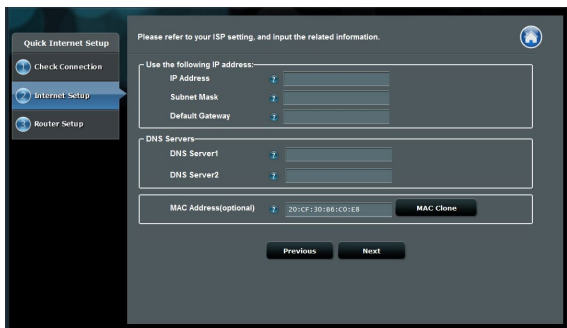 Quick Internet Setup
1 Check Connection
2 Internet Setup
3 Router Setup
Please refer to your ISP setting, and input the related information.
Use the following IP address:
IP Address ?
Subnet Mask ?
Default Gateway ?
DNS Servers
DNS Server1 ?
DNS Server2 ?
MAC Address(optional) ? 20:CF:30:B6:C0:E8 MAC Clone
Previous Next